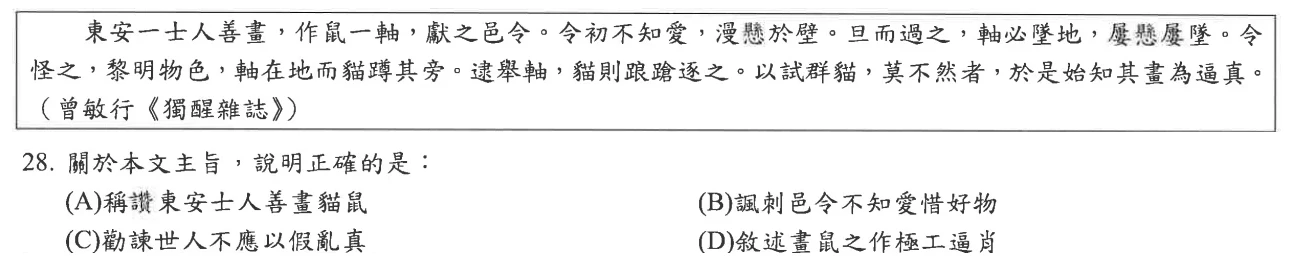 東安一士人善畫，作鼠一軸，獻之邑令。令初不知愛，漫懸於壁。旦而過之，軸必墜地，屢懸屢墜。令
怪之，黎明物色，軸在地而貓蹲其旁。逮舉軸，貓則踉蹌逐之。以試群貓，莫不然者，於是始知其畫為逼真。
（曾敏行《獨醒雜誌》）
28. 關於本文主旨，說明正確的是：
(A)稱讚東安士人善畫貓鼠 (B)諷刺邑令不知愛惜好物
(C)勸諫世人不應以假亂真 (D)敘述畫鼠之作極工逼肖